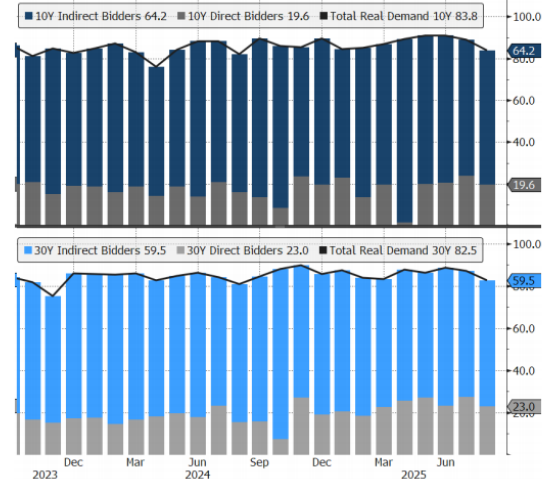 10Y Indirect Bidders 64.2 10Y Direct Bidders 19.6 Total Real Demand 10Y 83.8
100.0
64.2
80.0
60.0
40.0
19.6
30Y Indirect Bidders 59.5 30Y Direct Bidders 23.0 Total Real Demand 30Y 82.5
100.0
59.5
60.0
40.0
23.0
Dec Mar Jun Sep Dec Mar Jun
2023 2024 2025